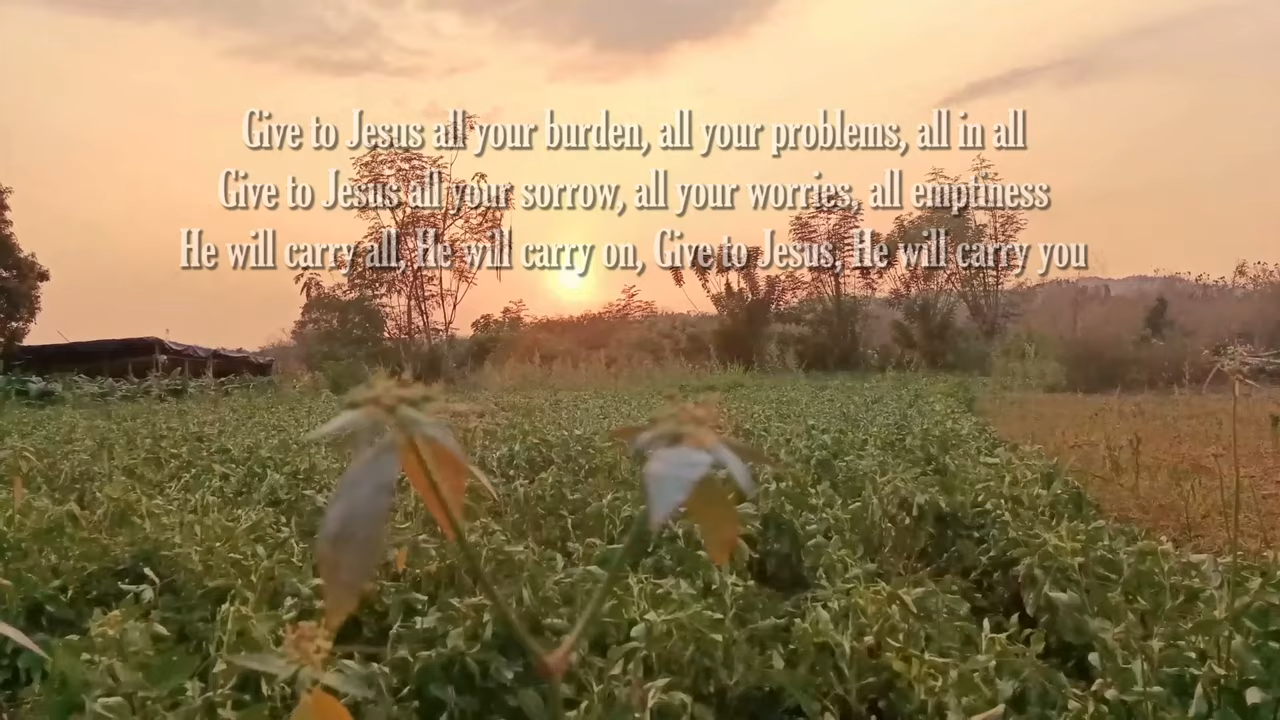 Give to Jesus all your burden, all your problems, all in all
Give to Jesus all your sorrow, all your worries, all emptiness
He will carry all, He will carry on, Give to Jesus, He will carry you